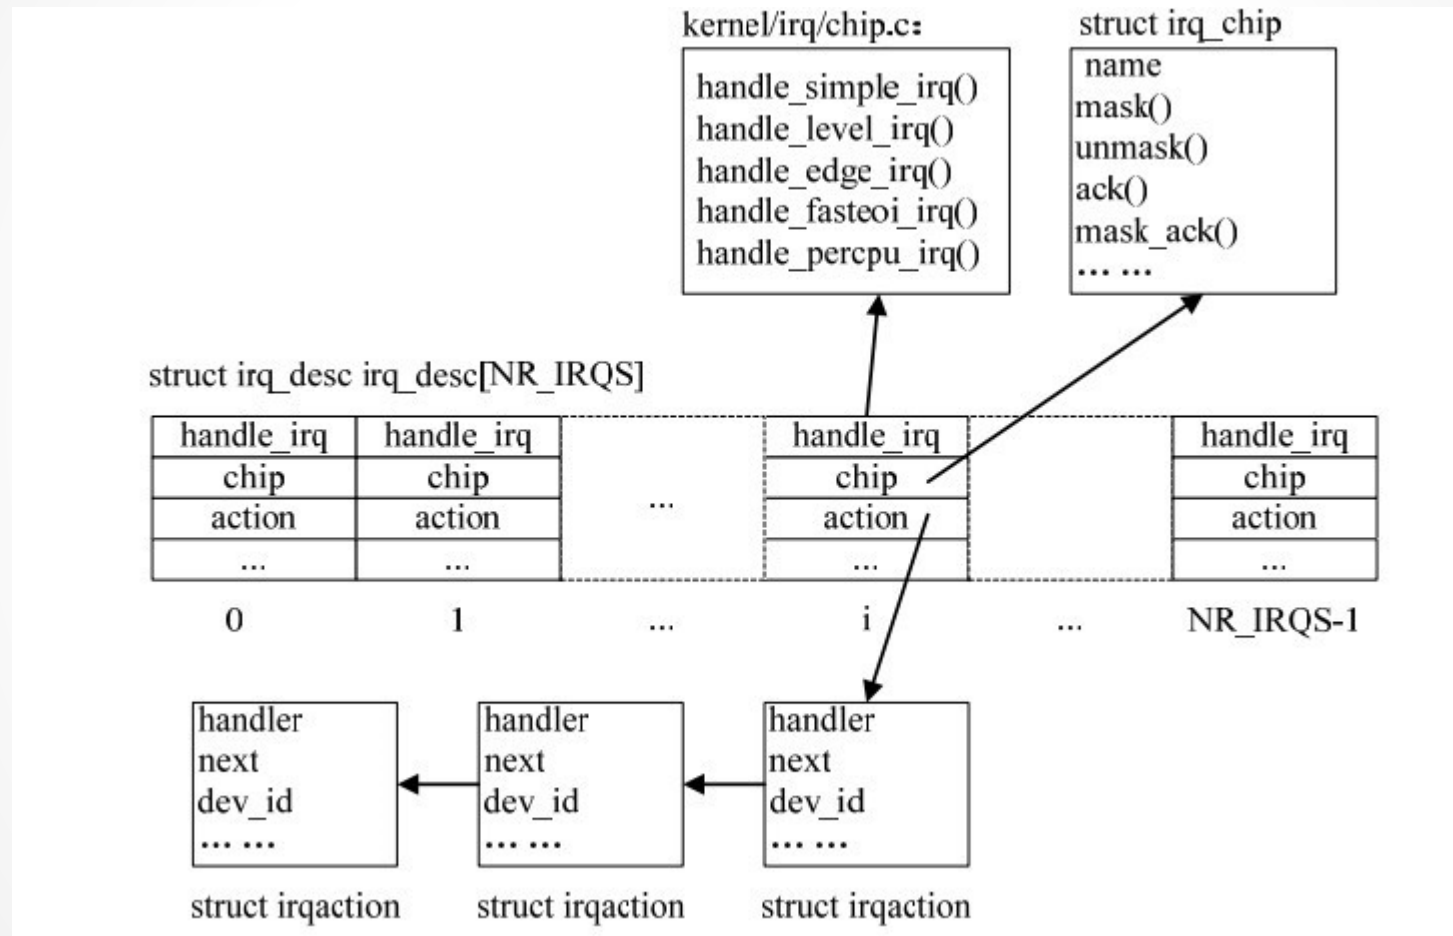 kernel/irq/chip.c:
handle_simple_irq()
handle_level_irq()
handle_edge_irq()
handle_fasteoi_irq()
handle_percpu_irq()
struct irq_chip
name
mask()
unmask()
ack()
mask_ack()
... ...
struct irq_desc irq_desc[NR_IRQS]
handle_irq handle_irq handle_irq handle_irq
chip chip chip chip
action action ... action action
... ... ... ...
0 1 ... i ... NR_IRQS-1
handler handler handler
next next next
dev_id dev_id dev_id
... ... ... ... ... ...
struct irqaction struct irqaction struct irqaction